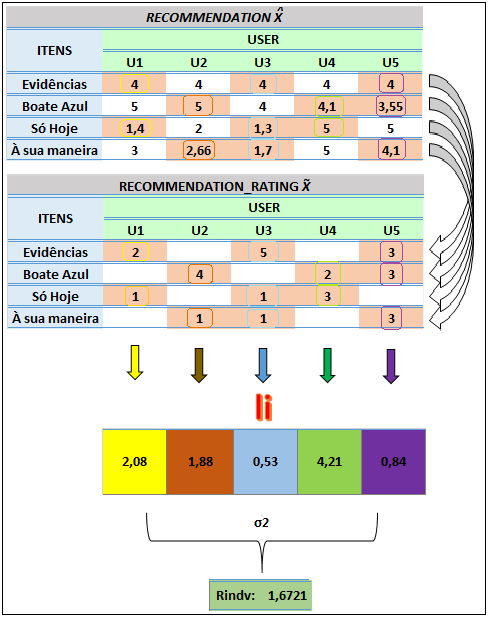 RECOMMENDATION X̂
ITENS
USER
U1 U2 U3 U4 U5
Evidências 4 4 4 4 4
Boate Azul 5 5 4 4,1 3,55
Só Hoje 1,4 2 1,3 5 5
À sua maneira 3 2,66 1,7 5 4,1
RECOMMENDATION_RATING X̃
ITENS
USER
U1 U2 U3 U4 U5
Evidências 2 5 3
Boate Azul 4 2 3
Só Hoje 1 1 3
À sua maneira 1 1 3
li
2,08 1,88 0,53 4,21 0,84
σ2
Rindv: 1,6721